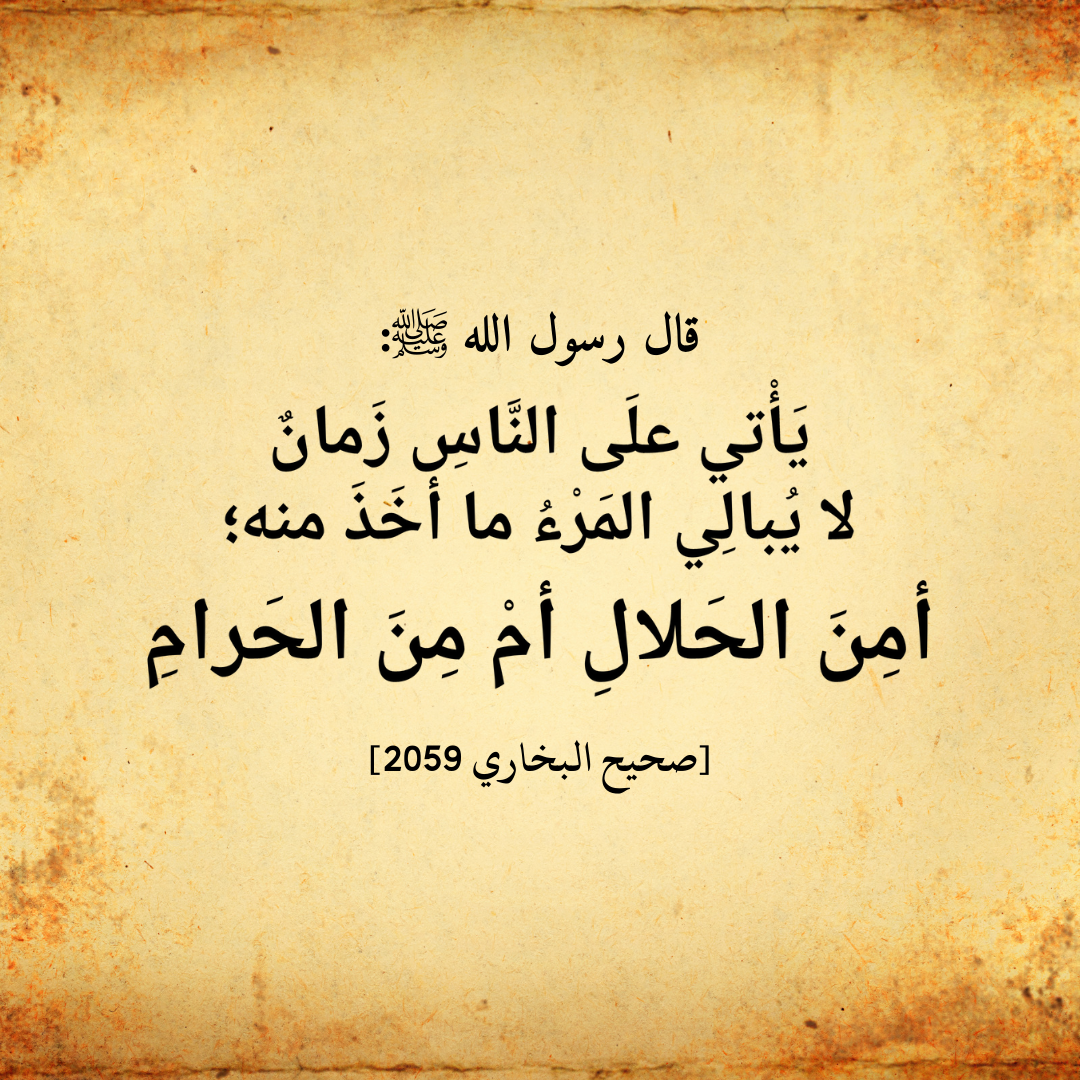 قال رسول الله ﷺ:
يَأْتي علَى النَّاسِ زَمانٌ
لا يُبالِي المَرْءُ ما أخَذَ منه؛
أمِنَ الحَلالِ أمْ مِنَ الحَرامِ
[صحيح البخاري 2059]